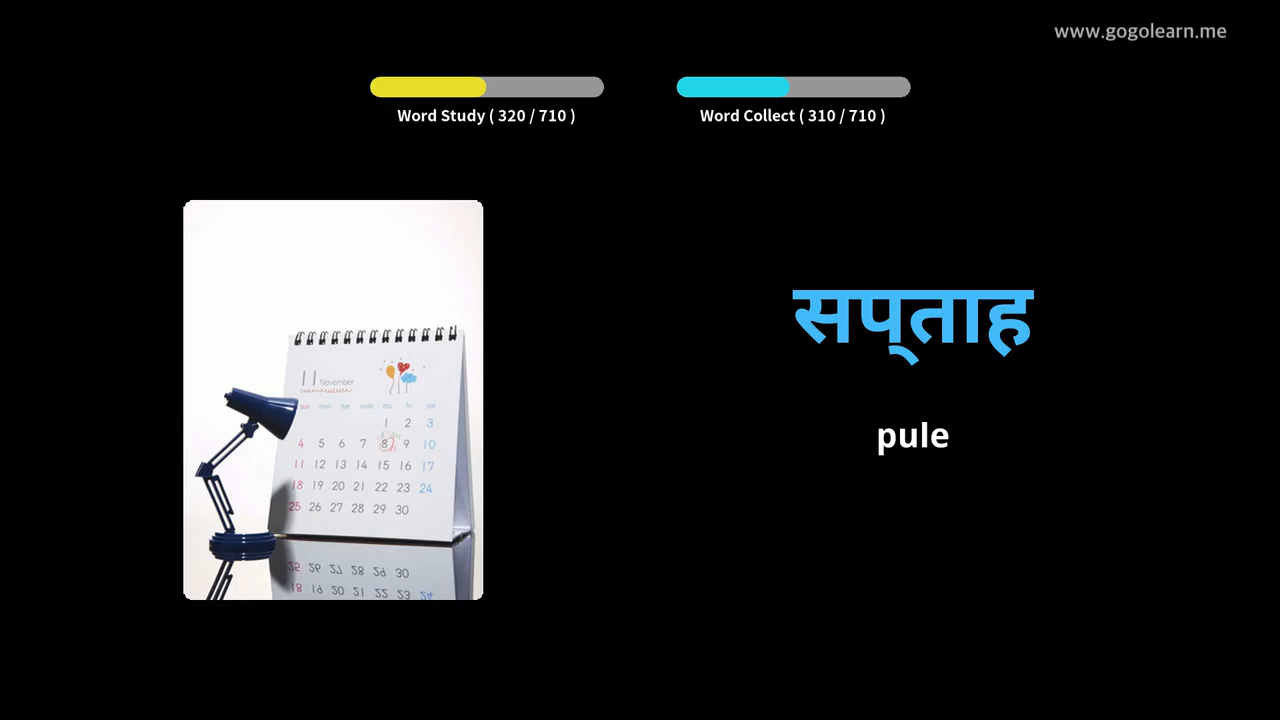 www.gogolearn.me
Word Study ( 320 / 710 )
Word Collect ( 310 / 710 )
सप्ताह
pule
11 November
sun mon tue wed thu fri sat
1 2 3
4 5 6 7 8 9 10
11 12 13 14 15 16 17
18 19 20 21 22 23 24
25 26 27 28 29 30